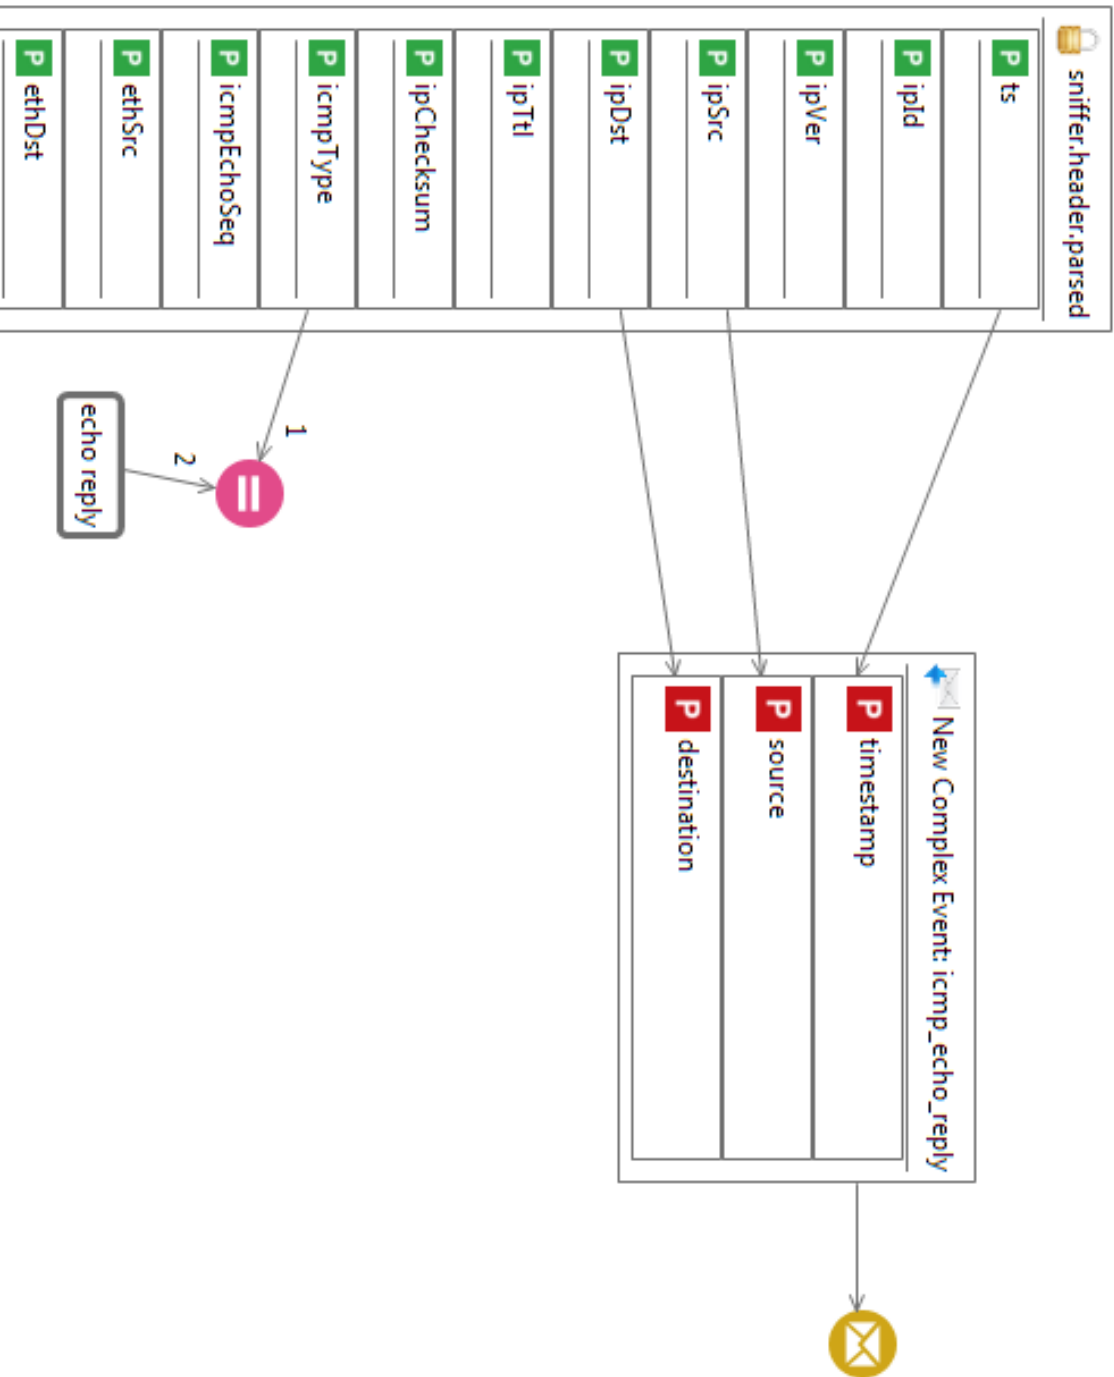 sniffer.header.parsed
P ts
P ipId
P ipVer
P ipSrc
P ipDst
P ipTtl
P ipChecksum
P icmpType
P icmpEchoSeq
P ethSrc
P ethDst
1
2
echo reply
=
New Complex Event: icmp_echo_reply
P timestamp
P source
P destination